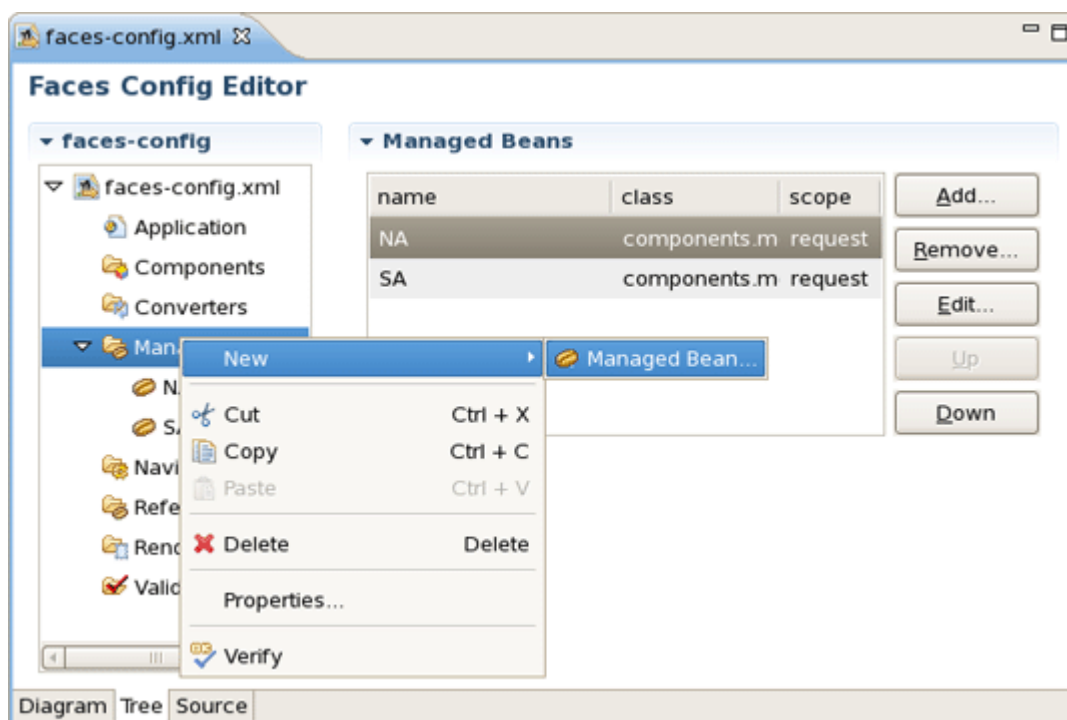 faces-config.xml
Faces Config Editor
faces-config
Managed Beans
faces-config.xml
Application
Components
Converters
name class scope
NA components.m request
SA components.m request
Add...
Remove...
Edit...
Up
Down
New
Managed Bean...
Cut Ctrl + X
Copy Ctrl + C
Paste Ctrl + V
Delete Delete
Properties...
Verify
Diagram Tree Source